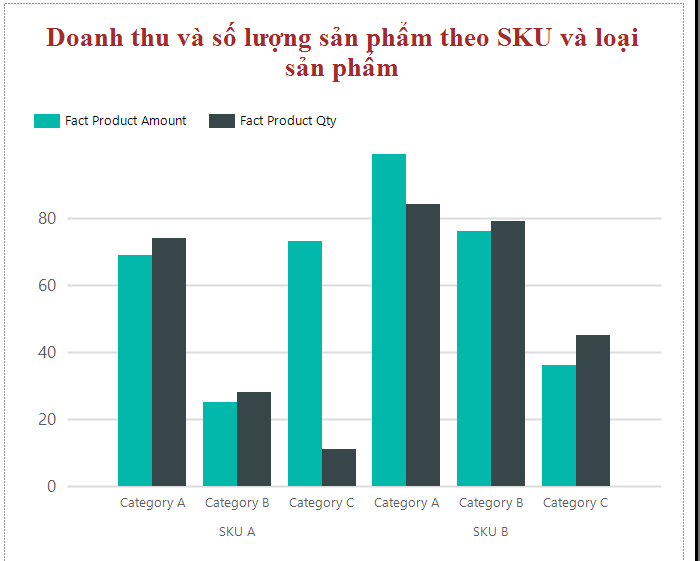 Doanh thu và số lượng sản phẩm theo SKU và loại
sản phẩm
Fact Product Amount Fact Product Qty
80
60
40
20
0
Category A Category B Category C Category A Category B Category C
SKU A SKU B